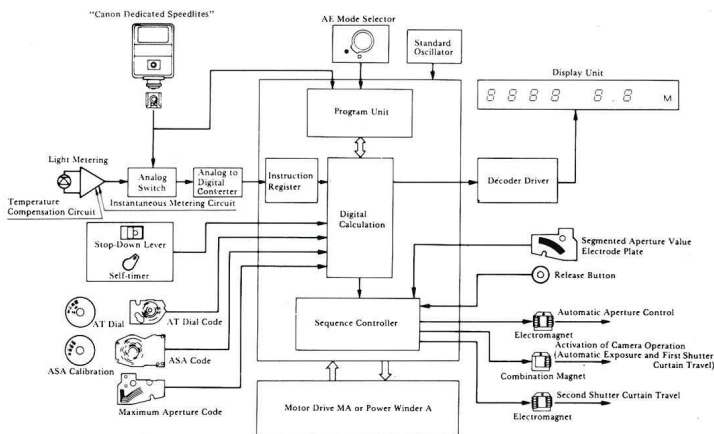 "Canon Dedicated Speedlites"
AE Mode Selector
Standard
Oscillator
Display Unit
8 8 8 8 8 . 8 M
Program Unit
Light Metering
Analog
Switch
Analog to
Digital
Converter
Instruction
Register
Digital
Calculation
Decoder Driver
Temperature
Compensation Circuit
Instantaneous Metering Circuit
Stop-Down Lever
Self-timer
Segmented Aperture Value
Electrode Plate
Release Button
AT Dial
AT Dial Code
Sequence Controller
Automatic Aperture Control
Electromagnet
ASA Calibration
ASA Code
Activation of Camera Operation
(Automatic Exposure and First Shutter
Curtain Travel)
Combination Magnet
Maximum Aperture Code
Second Shutter Curtain Travel
Electromagnet
Motor Drive MA or Power Winder A